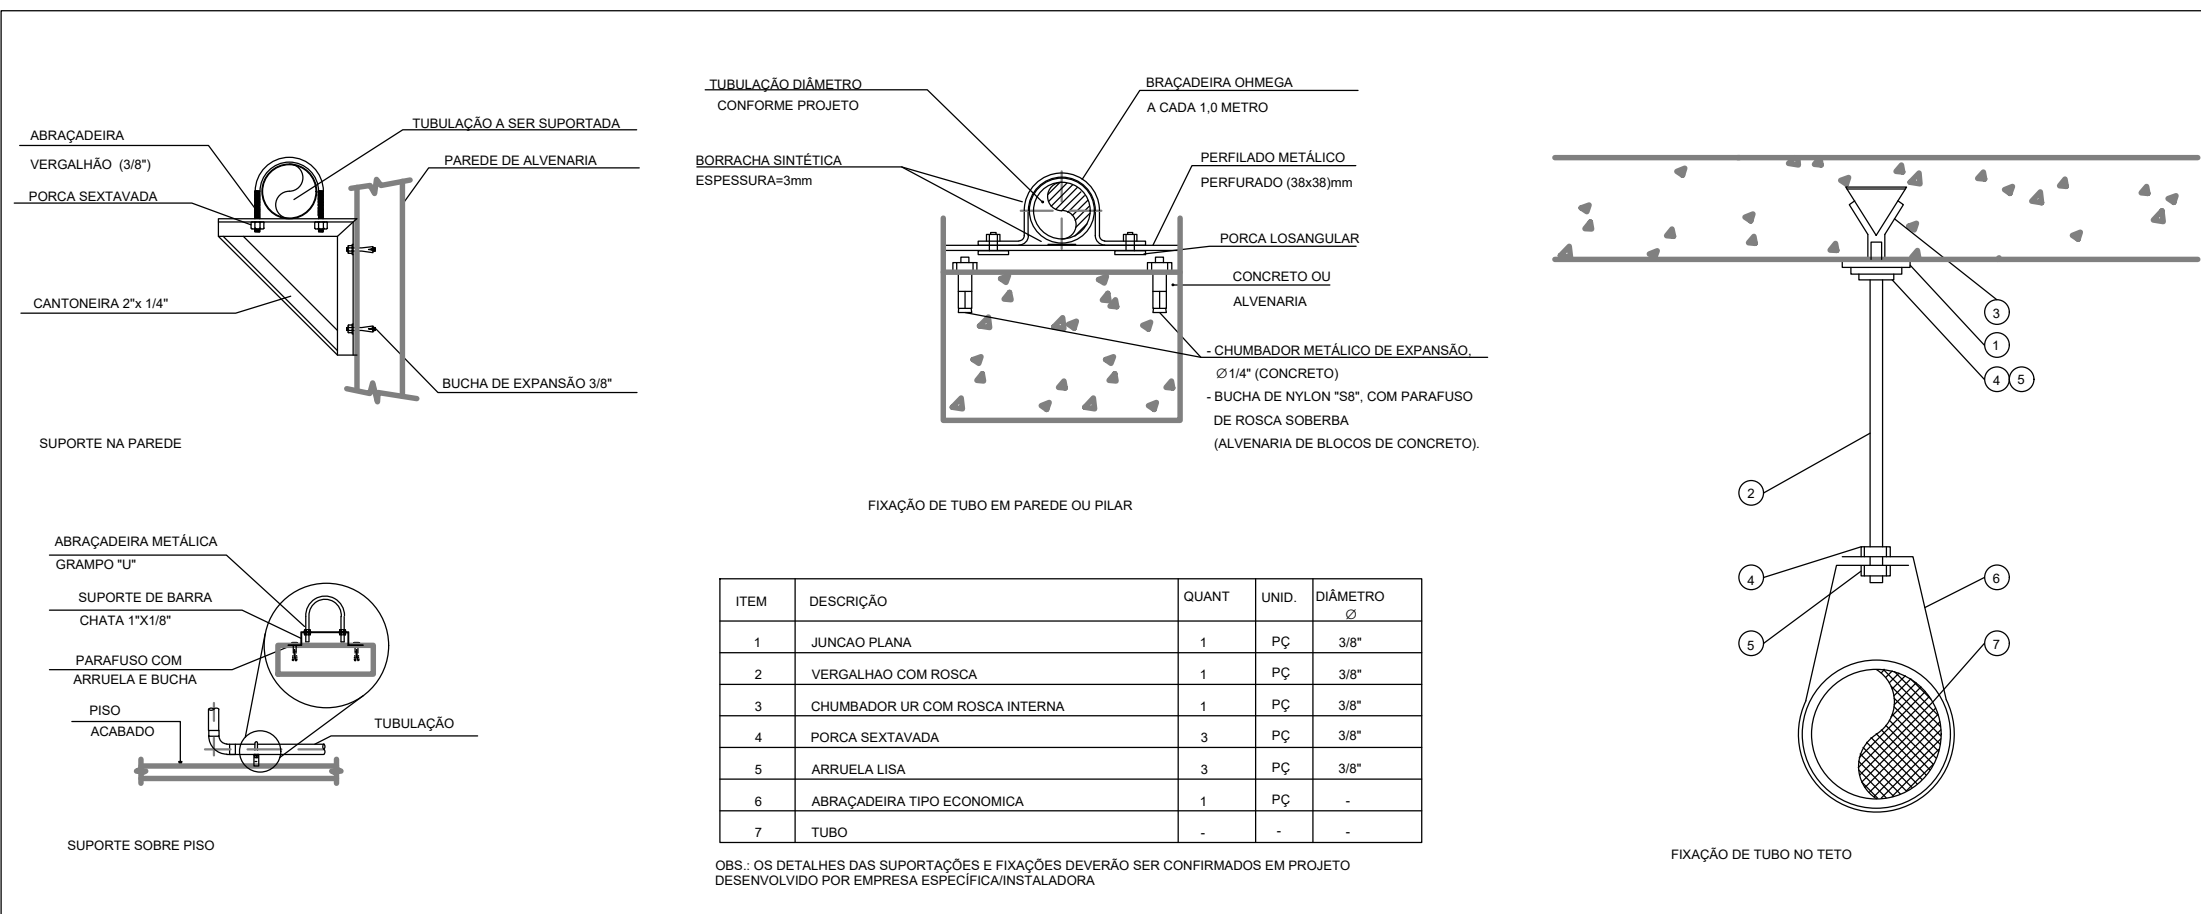 ABRAÇADEIRA
VERGALHÃO (3/8")
PORCA SEXTAVADA
CANTONEIRA 2"x 1/4"
TUBULAÇÃO A SER SUPORTADA
PAREDE DE ALVENARIA
BUCHA DE EXPANSÃO 3/8"
SUPORTE NA PAREDE
TUBULAÇÃO DIÂMETRO
CONFORME PROJETO
BORRACHA SINTÉTICA
ESPESSURA=3mm
BRAÇADEIRA OHMEGA
A CADA 1,0 METRO
PERFILADO METÁLICO
PERFURADO (38x38)mm
PORCA LOSANGULAR
CONCRETO OU
ALVENARIA
- CHUMBADOR METÁLICO DE EXPANSÃO,
Ø1/4" (CONCRETO)
- BUCHA DE NYLON "S8", COM PARAFUSO
DE ROSCA SOBERBA
(ALVENARIA DE BLOCOS DE CONCRETO).
FIXAÇÃO DE TUBO EM PAREDE OU PILAR
3
1
4 5
2
4
6
5
7
FIXAÇÃO DE TUBO NO TETO
ABRAÇADEIRA METÁLICA
GRAMPO "U"
SUPORTE DE BARRA
CHATA 1"X1/8"
PARAFUSO COM
ARRUELA E BUCHA
PISO
ACABADO
TUBULAÇÃO
SUPORTE SOBRE PISO
ITEM DESCRIÇÃO QUANT UNID. DIÂMETRO
Ø
1 JUNCAO PLANA 1 PÇ 3/8"
2 VERGALHAO COM ROSCA 1 PÇ 3/8"
3 CHUMBADOR UR COM ROSCA INTERNA 1 PÇ 3/8"
4 PORCA SEXTAVADA 3 PÇ 3/8"
5 ARRUELA LISA 3 PÇ 3/8"
6 ABRAÇADEIRA TIPO ECONOMICA 1 PÇ -
7 TUBO - - -
OBS.: OS DETALHES DAS SUPORTAÇÕES E FIXAÇÕES DEVERÃO SER CONFIRMADOS EM PROJETO
DESENVOLVIDO POR EMPRESA ESPECÍFICA/INSTALADORA